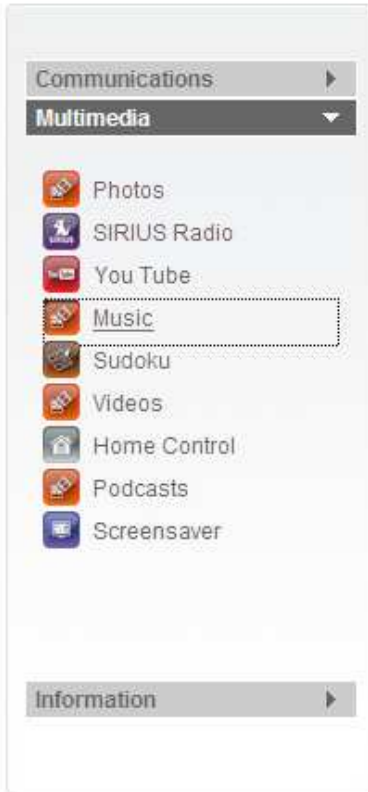 Communications
Multimedia
Photos
SIRIUS Radio
You Tube
Music
Sudoku
Videos
Home Control
Podcasts
Screensaver
Information